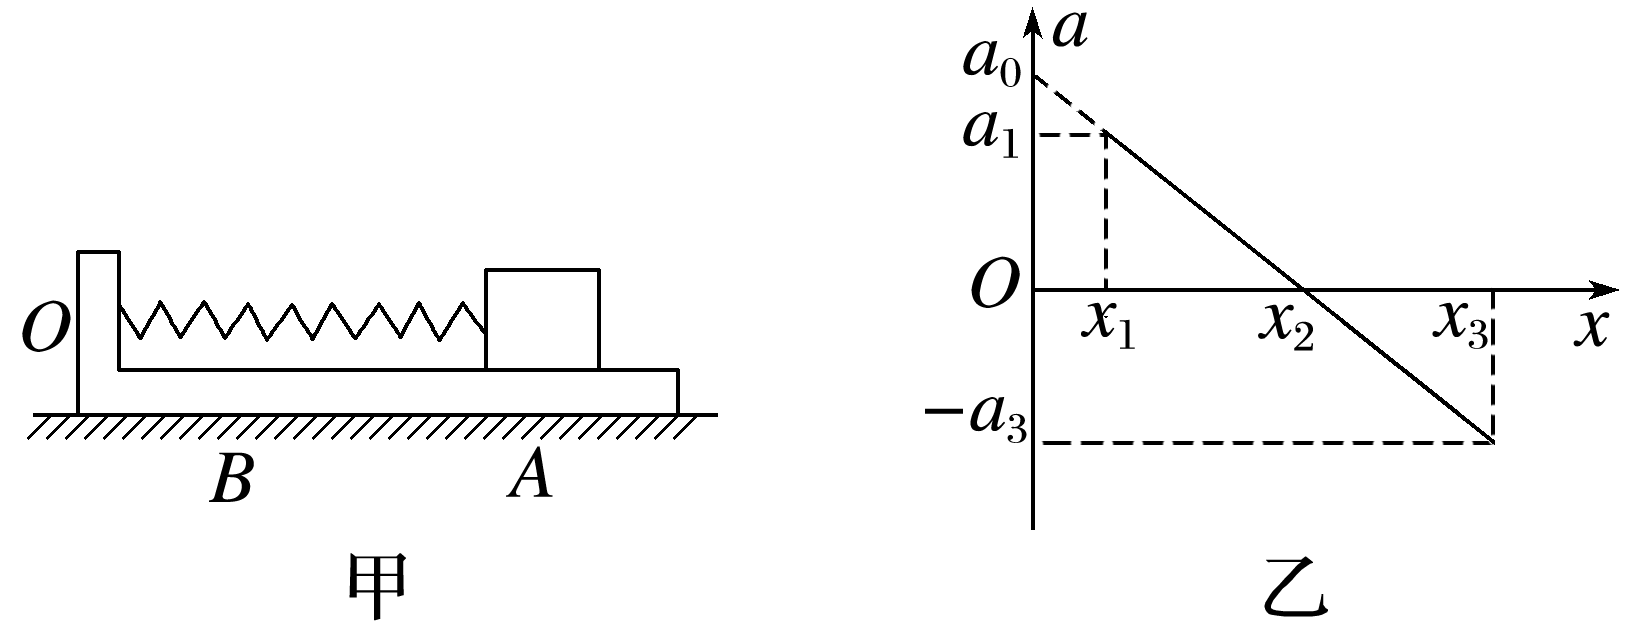 O
B A
甲
a
a₀
a₁
O
x₁ x₂ x₃ x
−a₃
乙